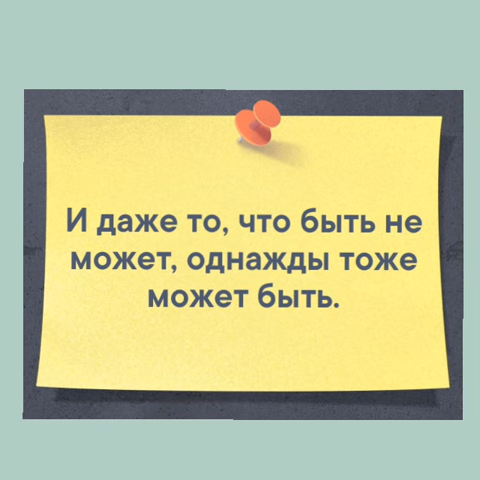 И даже то, что быть не
может, однажды тоже
может быть.